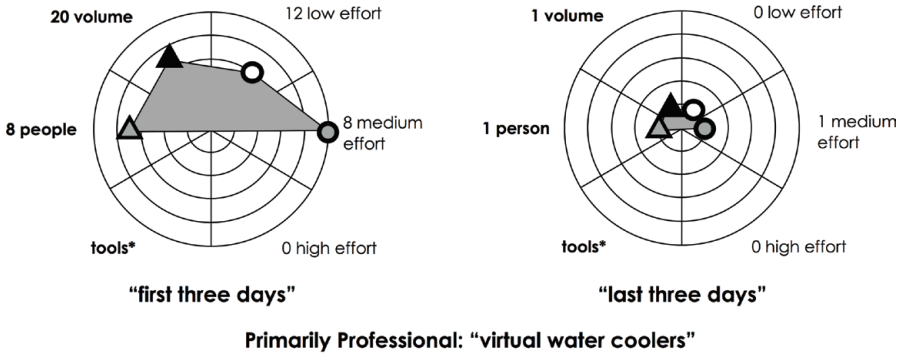 20 volume
12 low effort
8 people
8 medium
effort
tools*
0 high effort
"first three days"
1 volume
0 low effort
1 person
1 medium
effort
tools*
0 high effort
"last three days"
Primarily Professional: "virtual water coolers"